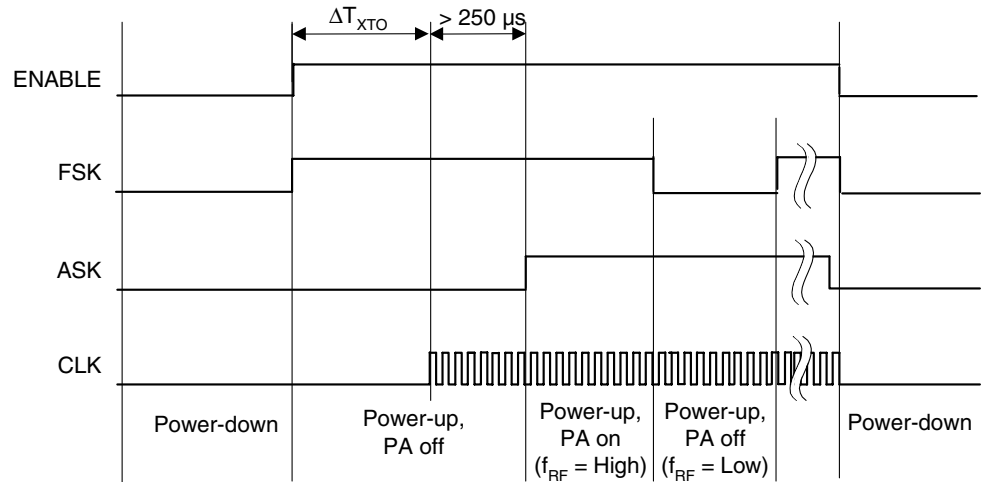 ΔT_XTO
> 250 µs
ENABLE
FSK
ASK
CLK
Power-down
Power-up,
PA off
Power-up,
PA on
(f_RF = High)
Power-up,
PA off
(f_RF = Low)
Power-down